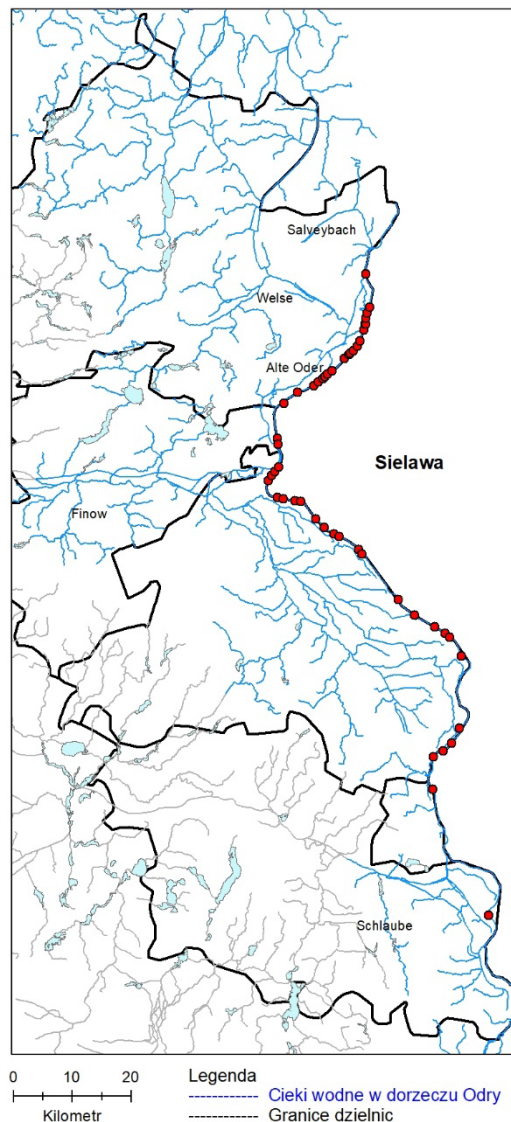 Salveybach
Welse
Alte Oder
Sielawa
Finow
Schlaube
0 10 20
Kilometr
Legenda
Cieki wodne w dorzeczu Odry
Granice dzielnic